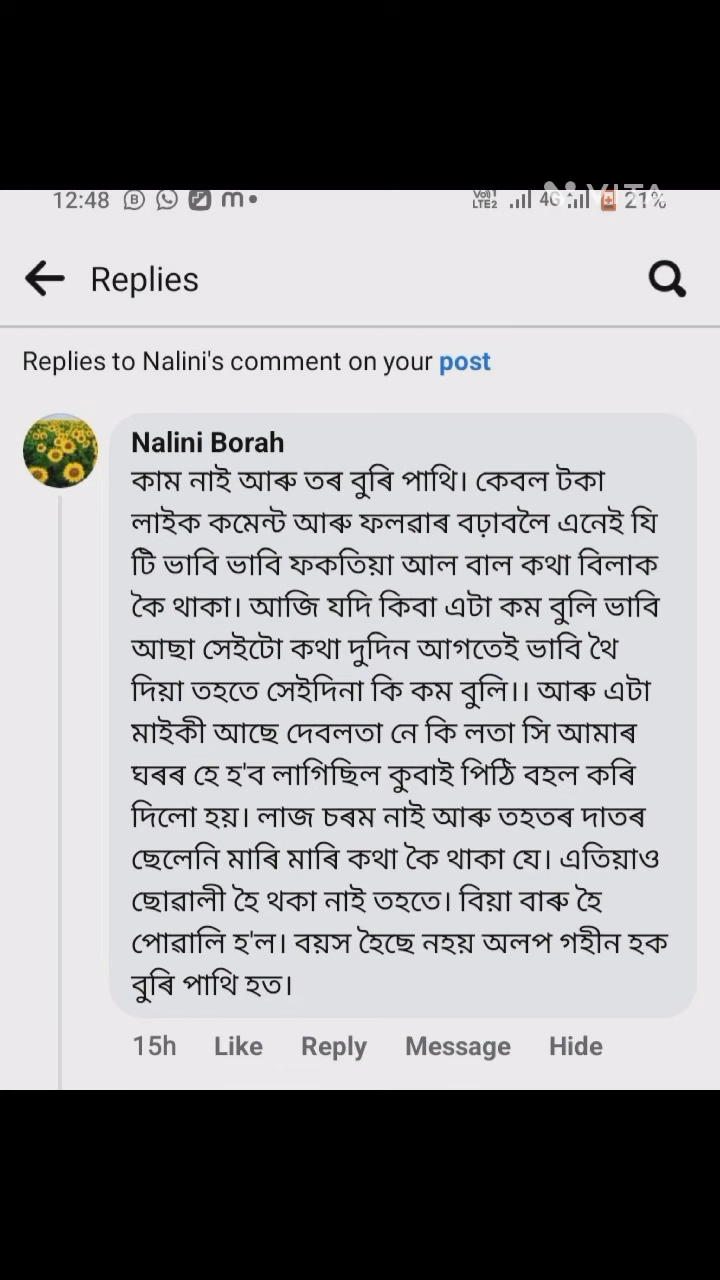 12:48
VITA
VoLTE2 4G 21%
Replies
Replies to Nalini's comment on your post
Nalini Borah
কাম নাই আৰু তৰ বুৰি পাথি। কেবল টকা
লাইক কমেন্ট আৰু ফলৱাৰ বঢ়াবলৈ এনেই যি
টি ভাবি ভাবি ফকতিয়া আল বাল কথা বিলাক
কৈ থাকা। আজি যদি কিবা এটা কম বুলি ভাবি
আছা সেইটো কথা দুদিন আগতেই ভাবি থৈ
দিয়া তহতে সেইদিনা কি কম বুলি।। আৰু এটা
মাইকী আছে দেবলতা নে কি লতা সি আমাৰ
ঘৰৰ হে হ'ব লাগিছিল কুবাই পিঠি বহল কৰি
দিলো হয়। লাজ চৰম নাই আৰু তহতৰ দাতৰ
ছেলেনি মাৰি মাৰি কথা কৈ থাকা যে। এতিয়াও
ছোৱালী হৈ থকা নাই তহতে। বিয়া বাৰু হৈ
পোৱালি হ'ল। বয়স হৈছে নহয় অলপ গহীন হক
বুৰি পাথি হত।
15h Like Reply Message Hide